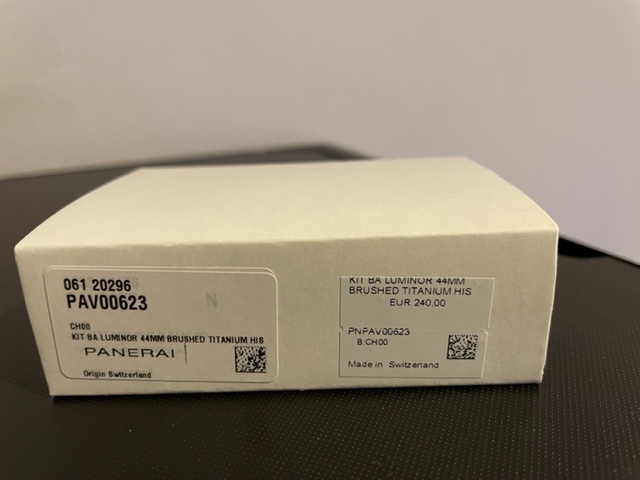 061 20296
PAV00623
N
CH00
KIT BA LUMINOR 44MM BRUSHED TITANIUM HIS
PANERAI
Origin Switzerland
KIT BA LUMINOR 44MM
BRUSHED TITANIUM HIS
EUR 240.00
PNPAV00623
B:CH00
Made in Switzerland